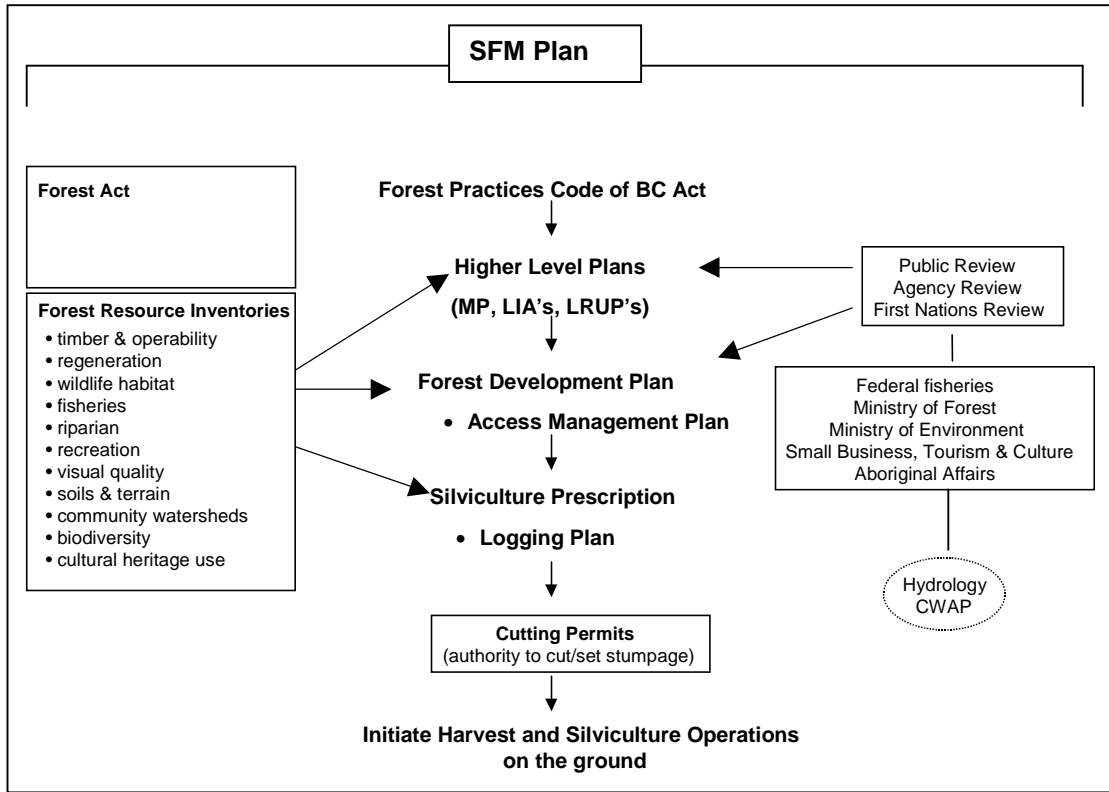 SFM Plan
Forest Act
Forest Resource Inventories
• timber & operability
• regeneration
• wildlife habitat
• fisheries
• riparian
• recreation
• visual quality
• soils & terrain
• community watersheds
• biodiversity
• cultural heritage use
Forest Practices Code of BC Act
Higher Level Plans
(MP, LIA's, LRUP's)
Forest Development Plan
• Access Management Plan
Silviculture Prescription
• Logging Plan
Cutting Permits
(authority to cut/set stumpage)
Initiate Harvest and Silviculture Operations
on the ground
Public Review
Agency Review
First Nations Review
Federal fisheries
Ministry of Forest
Ministry of Environment
Small Business, Tourism & Culture
Aboriginal Affairs
Hydrology
CWAP